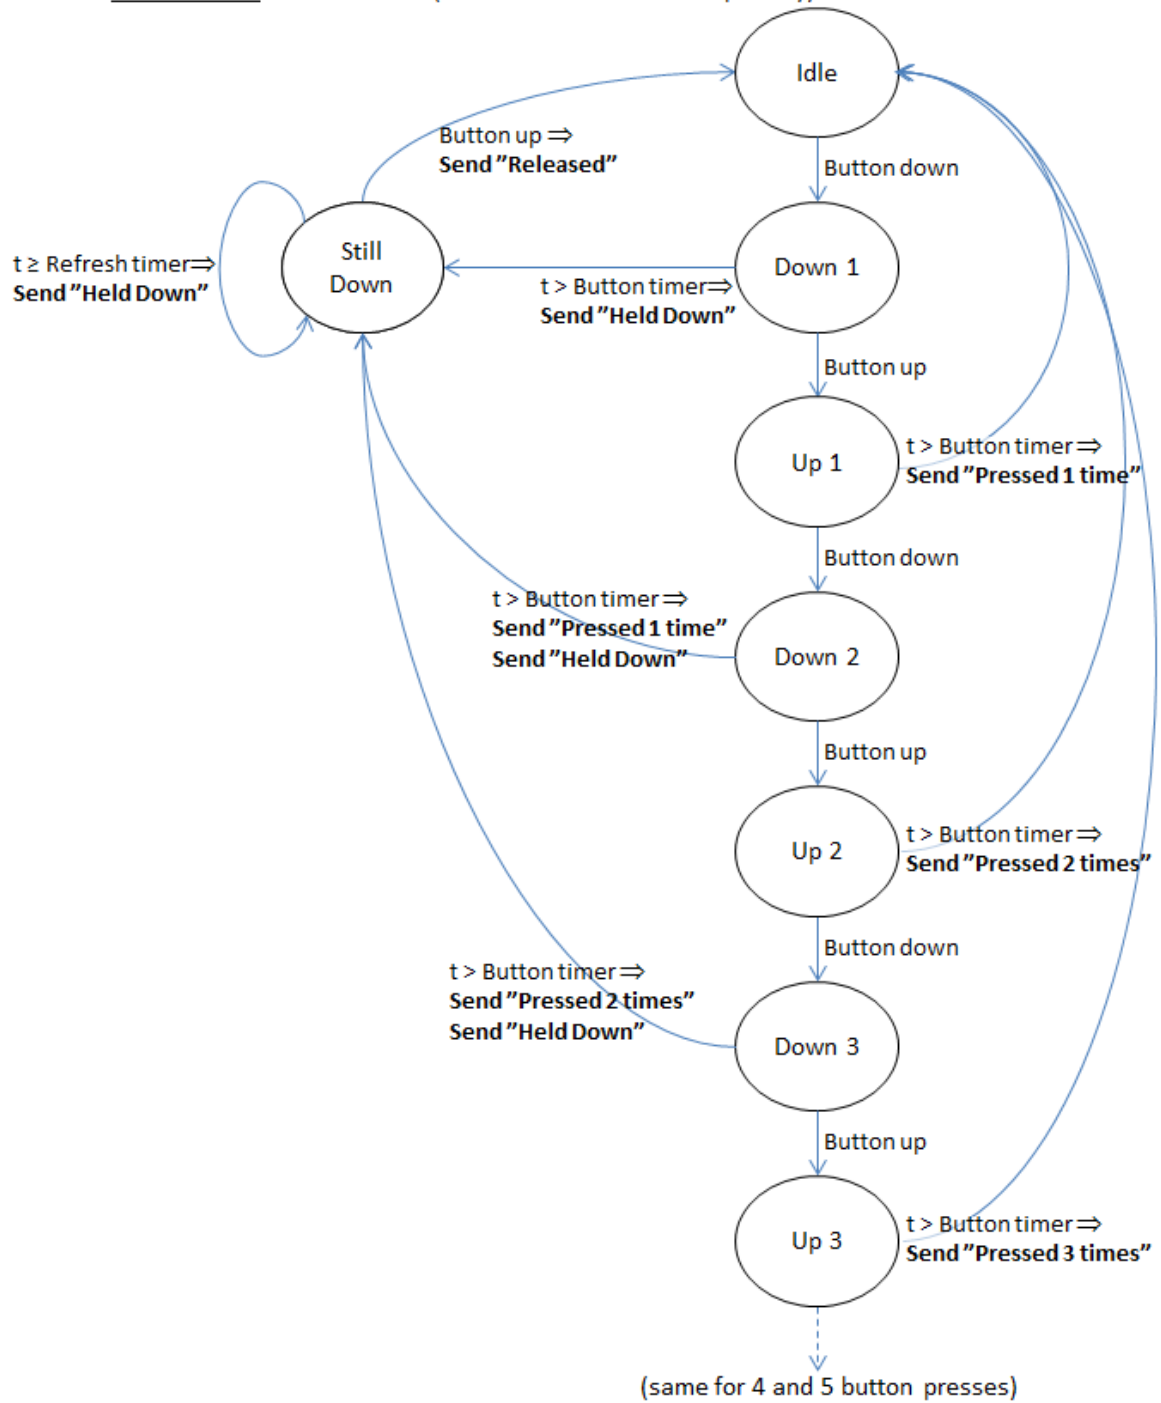 Idle
Button up ⇒
Send ”Released”
Button down
Still
Down
Down 1
t ≥ Refresh timer⇒
Send ”Held Down”
t > Button timer⇒
Send ”Held Down”
Button up
Up 1
t > Button timer⇒
Send ”Pressed 1 time”
Button down
t > Button timer⇒
Send ”Pressed 1 time”
Send ”Held Down”
Down 2
Button up
Up 2
t > Button timer⇒
Send ”Pressed 2 times”
Button down
t > Button timer⇒
Send ”Pressed 2 times”
Send ”Held Down”
Down 3
Button up
Up 3
t > Button timer⇒
Send ”Pressed 3 times”
(same for 4 and 5 button presses)